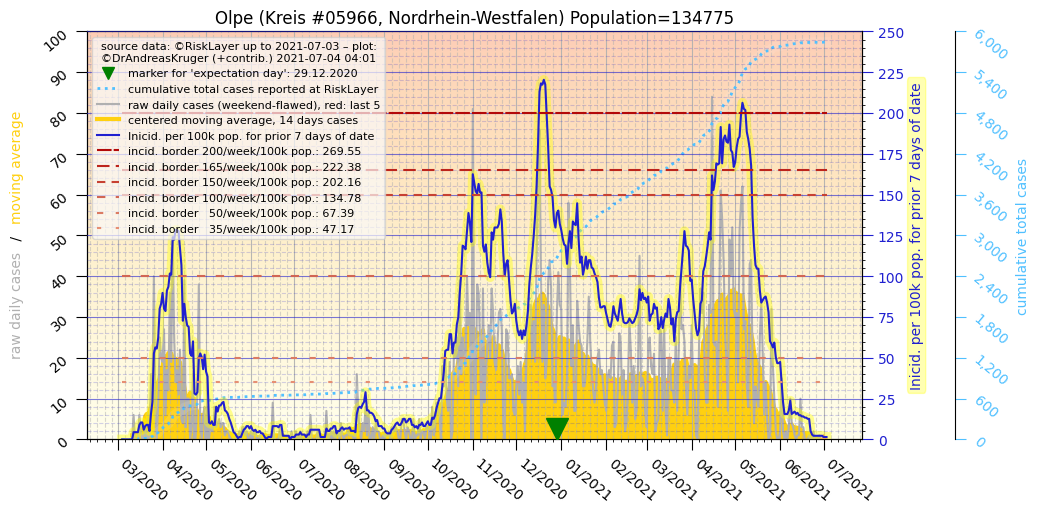 Olpe (Kreis #05966, Nordrhein-Westfalen) Population=134775
source data: ©RiskLayer up to 2021-07-03 – plot:
©DrAndreasKruger (+contrib.) 2021-07-04 04:01
marker for 'expectation day': 29.12.2020
cumulative total cases reported at RiskLayer
raw daily cases (weekend-flawed), red: last 5
centered moving average, 14 days cases
Inicid. per 100k pop. for prior 7 days of date
incid. border 200/week/100k pop.: 269.55
incid. border 165/week/100k pop.: 222.38
incid. border 150/week/100k pop.: 202.16
incid. border 100/week/100k pop.: 134.78
incid. border   50/week/100k pop.: 67.39
incid. border   35/week/100k pop.: 47.17
raw daily cases / moving average
100
90
80
70
60
50
40
30
20
10
0
250
225
200
175
150
125
100
75
50
25
0
Inicid. per 100k pop. for prior 7 days of date
6,000
5,400
4,800
4,200
3,600
3,000
2,400
1,800
1,200
600
0
cumulative total cases
03/2020
04/2020
05/2020
06/2020
07/2020
08/2020
09/2020
10/2020
11/2020
12/2020
01/2021
02/2021
03/2021
04/2021
05/2021
06/2021
07/2021